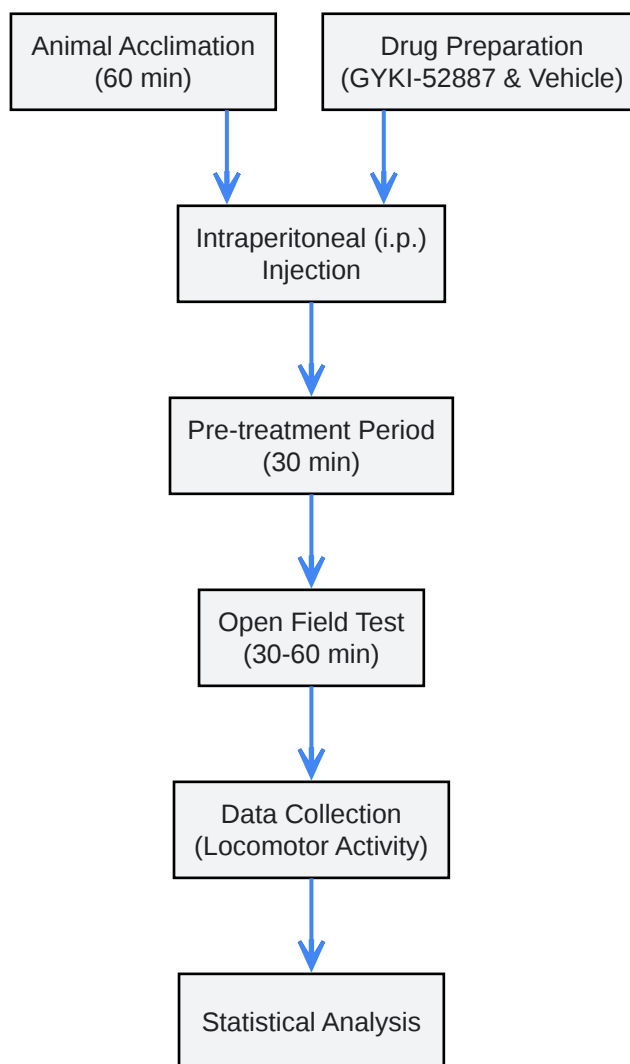 Animal Acclimation
(60 min)
Drug Preparation
(GYKI-52887 & Vehicle)
Intraperitoneal (i.p.)
Injection
Pre-treatment Period
(30 min)
Open Field Test
(30-60 min)
Data Collection
(Locomotor Activity)
Statistical Analysis